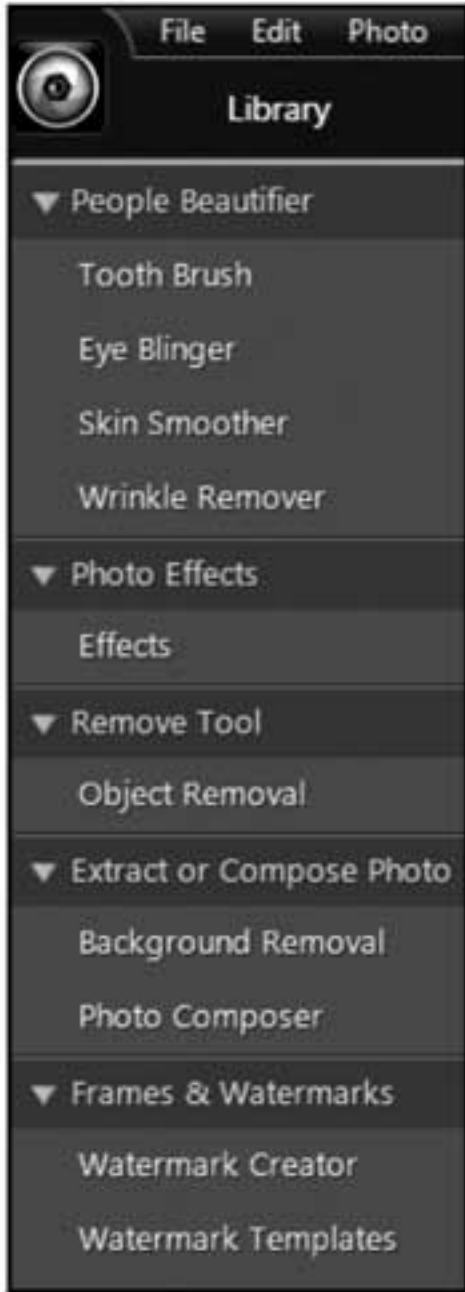 File Edit Photo
Library
People Beautifier
Tooth Brush
Eye Blinger
Skin Smoother
Wrinkle Remover
Photo Effects
Effects
Remove Tool
Object Removal
Extract or Compose Photo
Background Removal
Photo Composer
Frames & Watermarks
Watermark Creator
Watermark Templates